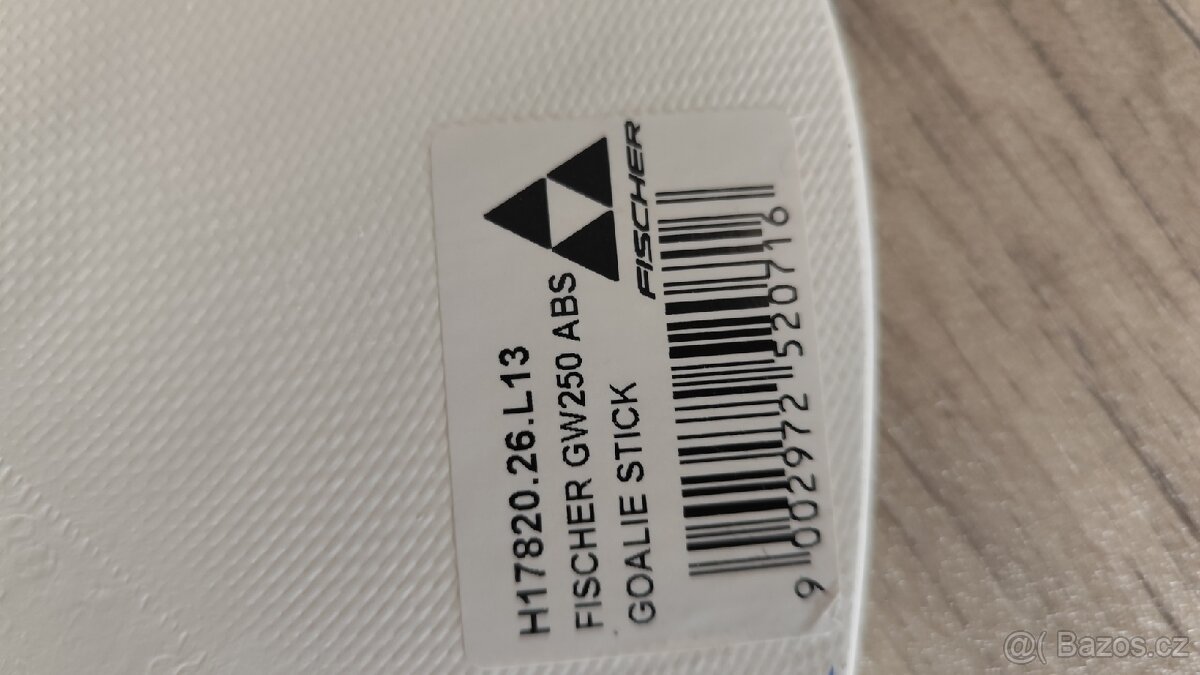 H17820.26.L13
FISCHER GW250 ABS
GOALIE STICK
FISCHER
9 002972 520716
@( Bazos.cz